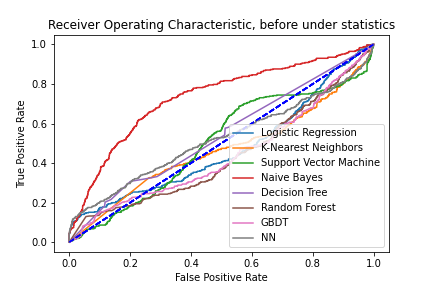 Receiver Operating Characteristic, before under statistics
1.0
0.8
0.6
0.4
0.2
0.0
True Positive Rate
Logistic Regression
K-Nearest Neighbors
Support Vector Machine
Naive Bayes
Decision Tree
Random Forest
GBDT
NN
0.0 0.2 0.4 0.6 0.8 1.0
False Positive Rate